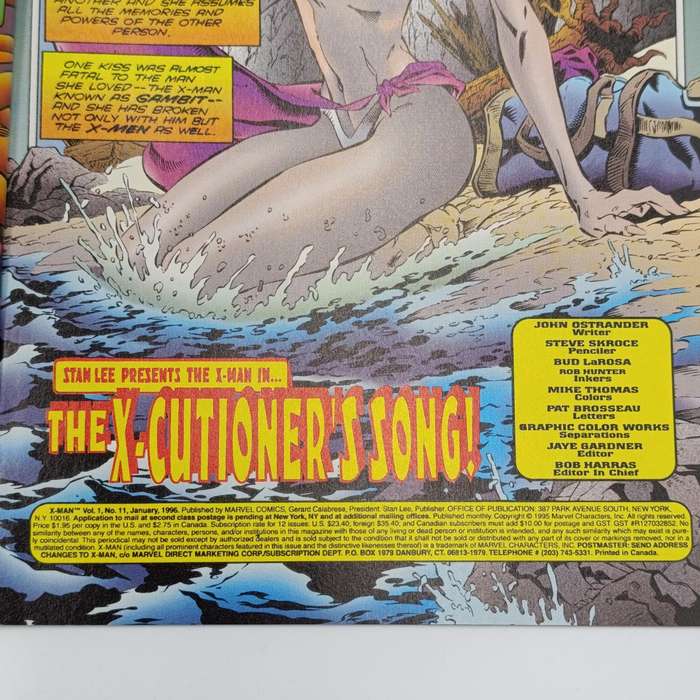 ANOTHER AND SHE ASSUMES
ALL THE MEMORIES AND
POWERS OF THE OTHER
PERSON.
ONE KISS WAS ALMOST
FATAL TO THE MAN
SHE LOVED -- THE X-MAN
KNOWN AS GAMBIT --
AND SHE HAS BROKEN
NOT ONLY WITH HIM BUT
THE X-MEN AS WELL.
STAN LEE PRESENTS THE X-MAN IN...
THE X-CUTIONER'S SONG!
JOHN OSTRANDER
Writer
STEVE SKROCE
Penciler
BUD LaROSA
ROB HUNTER
Inkers
MIKE THOMAS
Colors
PAT BROSSEAU
Letters
GRAPHIC COLOR WORKS
Separations
JAYE GARDNER
Editor
BOB HARRAS
Editor In Chief
X-MAN™ Vol. 1, No. 11, January, 1996. Published by MARVEL COMICS, Gerard Calabrese, President. Stan Lee, Publisher. OFFICE OF PUBLICATION: 387 PARK AVENUE SOUTH, NEW YORK,
N.Y. 10016. Application to mail at second class postage is pending at New York, NY and at additional mailing offices. Published monthly. Copyright © 1995 Marvel Characters, Inc. All rights reserved.
Price $1.95 per copy in the U.S. and $2.75 in Canada. Subscription rate for 12 issues: U.S. $23.40; foreign $35.40; and Canadian subscribers must add $10.00 for postage and GST. GST #R127032852. No
similarity between any of the names, characters, persons, and/or institutions in this magazine with those of any living or dead person or institution is intended, and any such similarity which may exist is pure-
ly coincidental. This periodical may not be sold except by authorized dealers and is sold subject to the condition that it shall not be sold or distributed with any part of its cover or markings removed, nor in a
mutilated condition. X-MAN (including all prominent characters featured in this issue and the distinctive likenesses thereof) is a trademark of MARVEL CHARACTERS, INC. POSTMASTER: SEND ADDRESS
CHANGES TO X-MAN, c/o MARVEL DIRECT MARKETING CORP/SUBSCRIPTION DEPT. P.O. BOX 1979 DANBURY, CT. 06813-1979. TELEPHONE # (203) 743-5331. Printed in Canada.